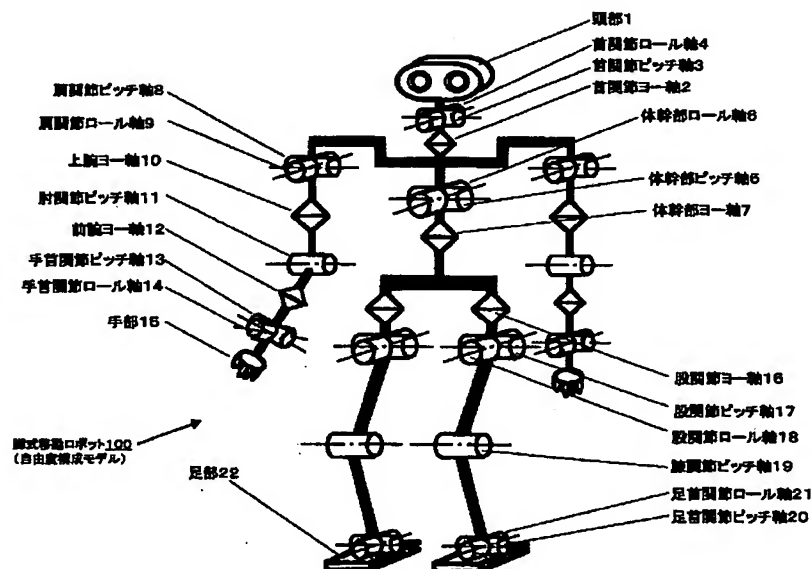 頭部1
首関節ロール軸4
首関節ピッチ軸3
首関節ヨー軸2
体幹部ロール軸6
体幹部ピッチ軸5
体幹部ヨー軸7
肩関節ピッチ軸8
肩関節ロール軸9
上腕ヨー軸10
肘関節ピッチ軸11
前腕ヨー軸12
手首関節ピッチ軸13
手首関節ロール軸14
手部15
股関節ヨー軸16
股関節ピッチ軸17
股関節ロール軸18
膝関節ピッチ軸19
足首関節ロール軸21
足首関節ピッチ軸20
足部22
脚式移動ロボット100
(自由度構成モデル)